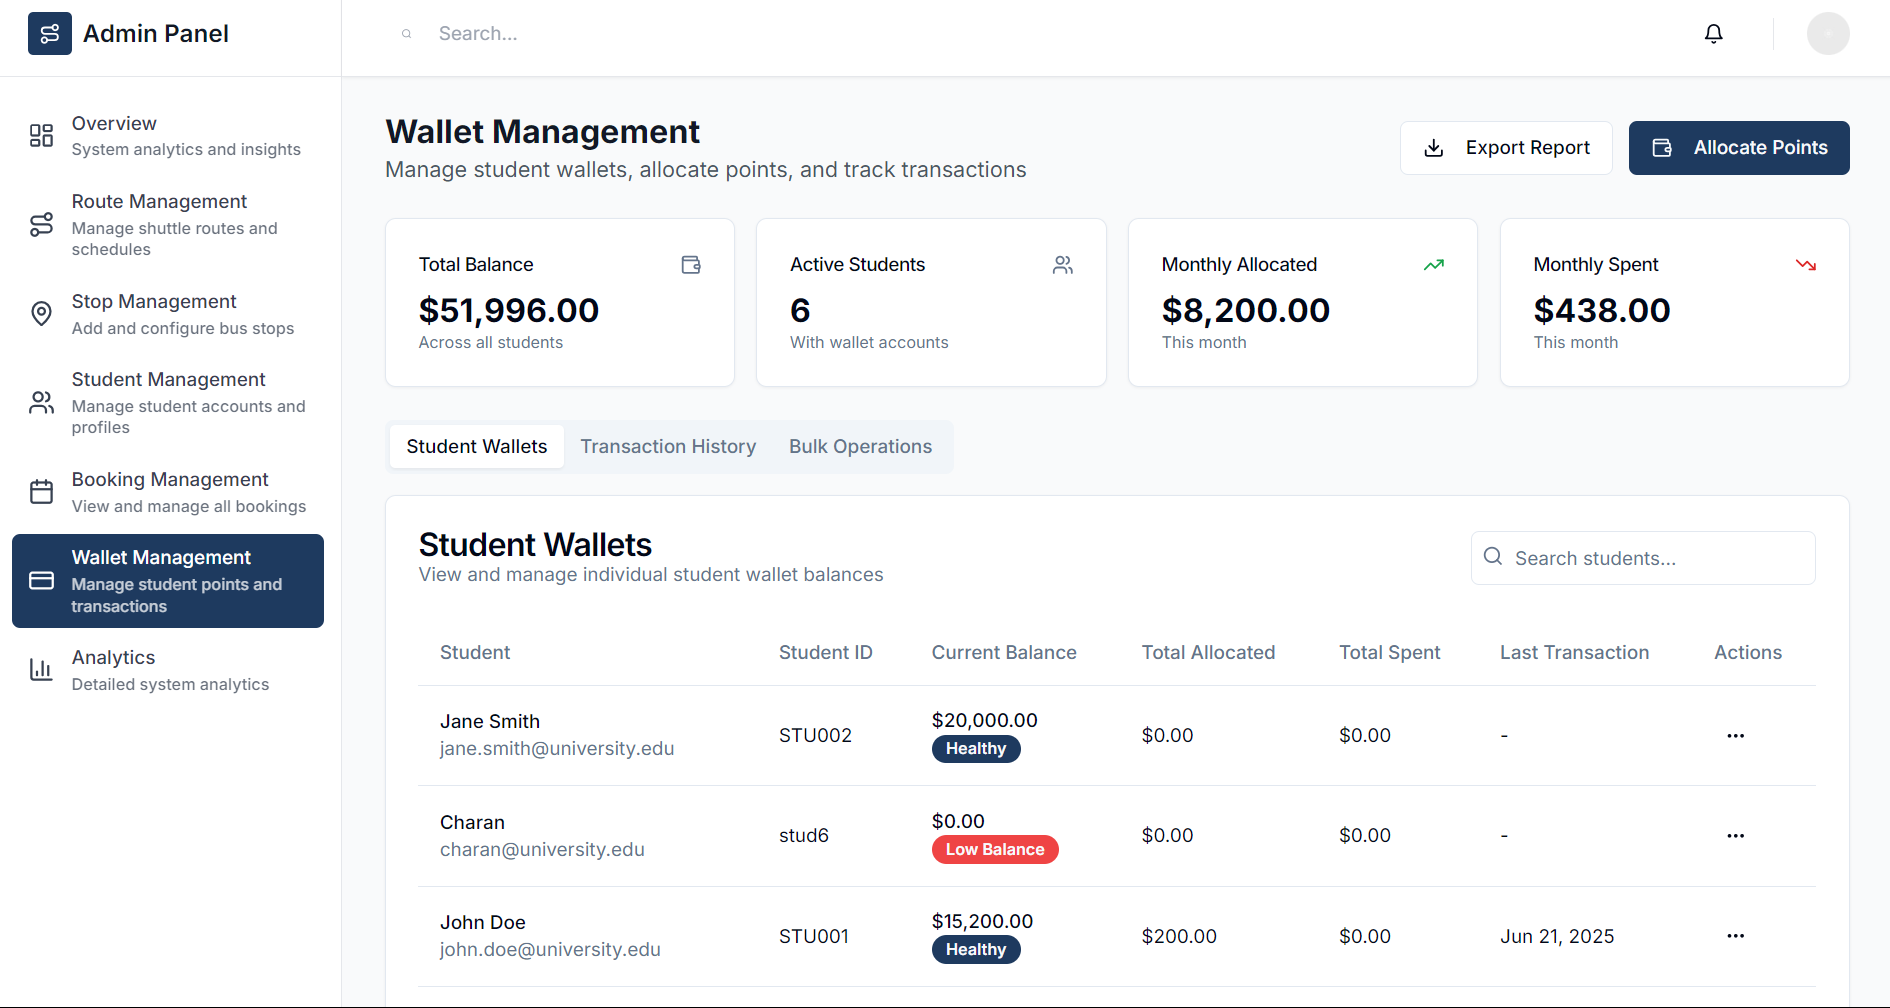 Admin Panel
Search...
Overview
System analytics and insights
Route Management
Manage shuttle routes and
schedules
Stop Management
Add and configure bus stops
Student Management
Manage student accounts and
profiles
Booking Management
View and manage all bookings
Wallet Management
Manage student points and
transactions
Analytics
Detailed system analytics
Wallet Management
Manage student wallets, allocate points, and track transactions
Export Report
Allocate Points
Total Balance
$51,996.00
Across all students
Active Students
6
With wallet accounts
Monthly Allocated
$8,200.00
This month
Monthly Spent
$438.00
This month
Student Wallets Transaction History Bulk Operations
Student Wallets
View and manage individual student wallet balances
Search students...
Student Student ID Current Balance Total Allocated Total Spent Last Transaction Actions
Jane Smith
jane.smith@university.edu
STU002
$20,000.00
Healthy
$0.00
$0.00
-
Charan
charan@university.edu
stud6
$0.00
Low Balance
$0.00
$0.00
-
John Doe
john.doe@university.edu
STU001
$15,200.00
Healthy
$200.00
$0.00
Jun 21, 2025